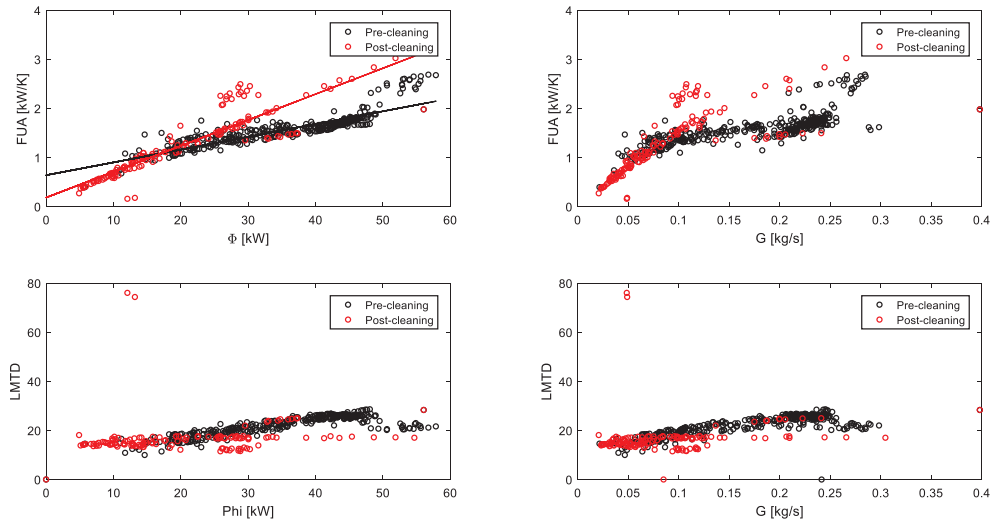 4
3
2
1
0
FUA [kW/K]
Pre-cleaning
Post-cleaning
0 10 20 30 40 50 60
Φ [kW]
4
3
2
1
0
FUA [kW/K]
Pre-cleaning
Post-cleaning
0 0.05 0.1 0.15 0.2 0.25 0.3 0.35 0.4
G [kg/s]
80
60
40
20
0
LMTD
Pre-cleaning
Post-cleaning
0 10 20 30 40 50 60
Phi [kW]
80
60
40
20
0
LMTD
Pre-cleaning
Post-cleaning
0 0.05 0.1 0.15 0.2 0.25 0.3 0.35 0.4
G [kg/s]